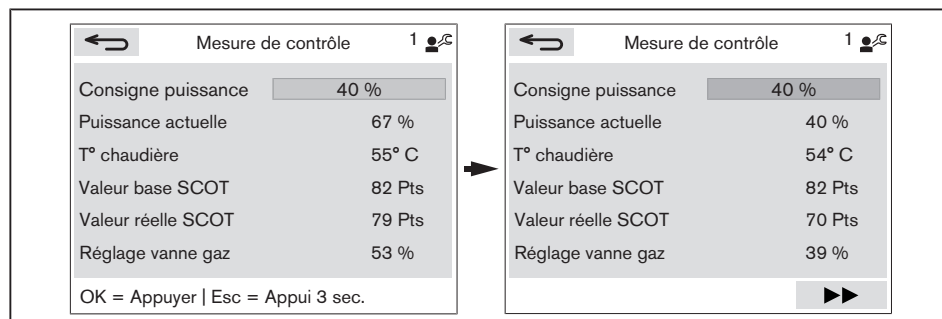 Mesure de contrôle 1
Consigne puissance 40 %
Puissance actuelle 67 %
T° chaudière 55° C
Valeur base SCOT 82 Pts
Valeur réelle SCOT 79 Pts
Réglage vanne gaz 53 %
OK = Appuyer | Esc = Appui 3 sec.
Mesure de contrôle 1
Consigne puissance 40 %
Puissance actuelle 40 %
T° chaudière 54° C
Valeur base SCOT 82 Pts
Valeur réelle SCOT 70 Pts
Réglage vanne gaz 39 %